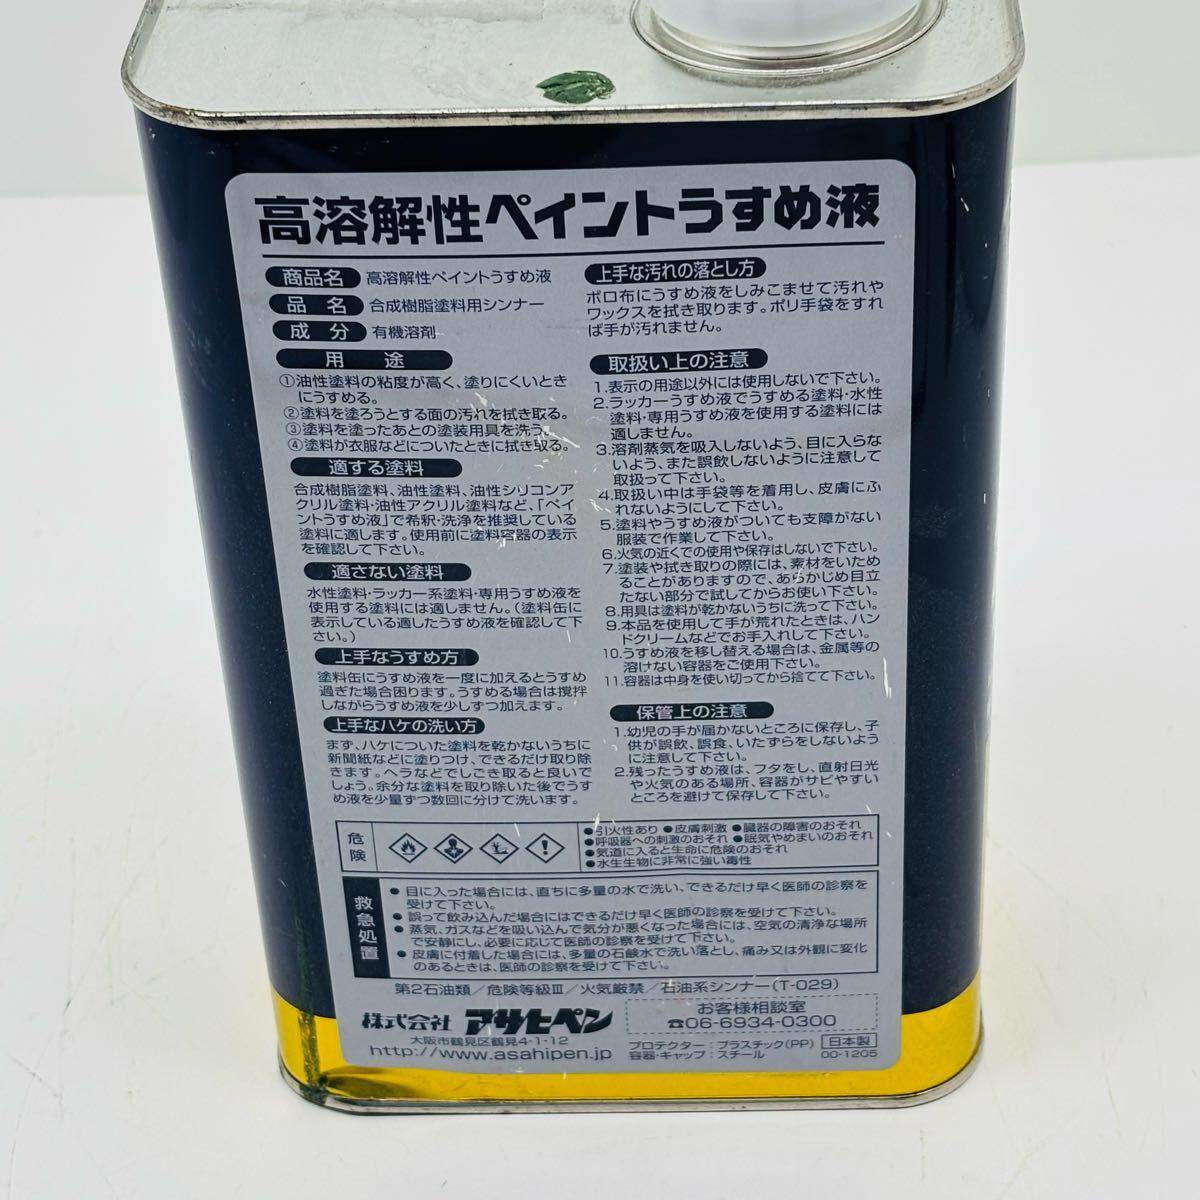 高溶解性ペイントうすめ液
商品名 高溶解性ペイントうすめ液
品名 合成樹脂塗料用シンナー
成分 有機溶剤
用途
①油性塗料の粘度が高く、塗りにくいとき
にうすめる。
②塗料を塗ろうとする面の汚れを拭き取る。
③塗料を塗ったあとの塗装用具を洗う。
④塗料が衣服などについたときに拭き取る。
適する塗料
合成樹脂塗料、油性塗料、油性シリコンア
クリル塗料・油性アクリル塗料など、「ペイ
ントうすめ液」で希釈・洗浄を推奨している
塗料に適します。使用前に塗料容器の表示
を確認して下さい。
適さない塗料
水性塗料・ラッカー系塗料・専用うすめ液を
使用する塗料には適しません。(塗料缶に
表示している適したうすめ液を確認して下
さい。)
上手なうすめ方
塗料缶にうすめ液を一度に加えるとうすめ
過ぎた場合困ります。うすめる場合は撹拌
しながらうすめ液を少しずつ加えます。
上手なハケの洗い方
まず、ハケについた塗料を乾かないうちに
新聞紙などに塗りつけ、できるだけ取り除
きます。ヘラなどでしごき取ると良いで
しょう。余分な塗料を取り除いた後でうす
め液を少量ずつ数回に分けて洗います。
上手な汚れの落とし方
ボロ布にうすめ液をしみこませて汚れや
ワックスを拭き取ります。ポリ手袋をすれ
ば手が汚れません。
取扱い上の注意
1.表示の用途以外には使用しないで下さい。
2.ラッカーうすめ液でうすめる塗料・水性
塗料・専用うすめ液を使用する塗料には
適しません。
3.溶剤蒸気を吸入しないよう、目に入らな
いよう、また誤飲しないように注意して
取扱って下さい。
4.取扱い中は手袋等を着用し、皮膚にふ
れないようにして下さい。
5.塗料やうすめ液がついても支障がない
服装で作業して下さい。
6.火気の近くでの使用や保存はしないで下さい。
7.塗装や拭き取りの際には、素材をいため
ることがありますので、あらかじめ目立
たない部分で試してからお使い下さい。
8.用具は塗料が乾かないうちに洗って下さい。
9.本品を使用して手が荒れたときは、ハン
ドクリームなどでお手入れして下さい。
10.うすめ液を移し替える場合は、金属等の
溶けない容器をご使用下さい。
11.容器は中身を使い切ってから捨てて下さい。
保管上の注意
1.幼児の手が届かないところに保存し、子
供が誤飲、誤食、いたずらをしないよう
に注意して下さい。
2.残ったうすめ液は、フタをし、直射日光
や火気のある場所、容器がサビやすい
ところを避けて保存して下さい。
危険
●引火性あり ●皮膚刺激 ●臓器の障害のおそれ
●呼吸器への刺激のおそれ ●眠気やめまいのおそれ
●気道に入ると生命に危険のおそれ
●水生生物に非常に強い毒性
救急処置
●目に入った場合には、直ちに多量の水で洗い、できるだけ早く医師の診察を
受けて下さい。
●誤って飲み込んだ場合にはできるだけ早く医師の診察を受けて下さい。
●蒸気、ガスなどを吸い込んで気分が悪くなった場合には、空気の清浄な場所
で安静にし、必要に応じて医師の診察を受けて下さい。
●皮膚に付着した場合には、多量の石鹸水で洗い落とし、痛み又は外観に変化
のあるときは、医師の診察を受けて下さい。
第2石油類/危険等級Ⅲ/火気厳禁/石油系シンナー(T-029)
株式会社 アサヒペン
大阪市鶴見区鶴見4-1-12
http://www.asahipen.jp
お客様相談室
☎06-6934-0300
プロテクター:プラスチック(PP)
容器・キャップ:スチール
日本製
00-1205